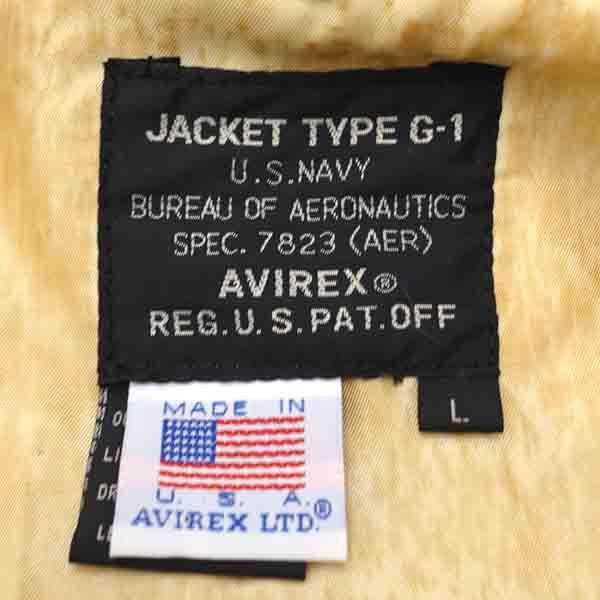 JACKET TYPE G-1
U.S.NAVY
BUREAU OF AERONAUTICS
SPEC. 7823 (AER)
AVIREX®
REG.U.S.PAT.OFF
L.
MADE IN
U.S.A.
AVIREX LTD.®